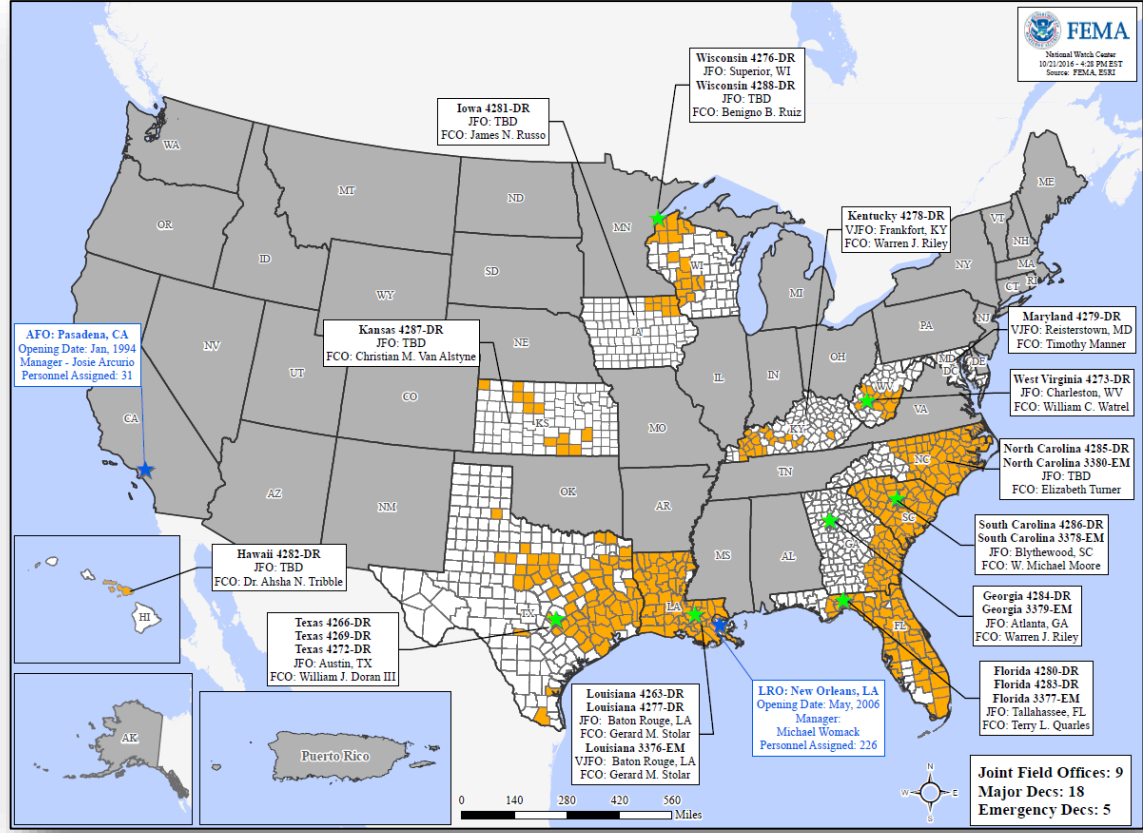 FEMA
National Watch Center
10/21/2016 - 4:28 PM EST
Source: FEMA, ESRI
Wisconsin 4276-DR
JFO: Superior, WI
Wisconsin 4288-DR
JFO: TBD
FCO: Benigno B. Ruiz
Iowa 4281-DR
JFO: TBD
FCO: James N. Russo
Kentucky 4278-DR
VJFO: Frankfort, KY
FCO: Warren J. Riley
Kansas 4287-DR
JFO: TBD
FCO: Christian M. Van Alstyne
AFO: Pasadena, CA
Opening Date: Jan, 1994
Manager - Josie Arcurio
Personnel Assigned: 31
Maryland 4279-DR
VJFO: Reisterstown, MD
FCO: Timothy Manner
West Virginia 4273-DR
JFO: Charleston, WV
FCO: William C. Watrel
North Carolina 4285-DR
North Carolina 3380-EM
JFO: TBD
FCO: Elizabeth Turner
South Carolina 4286-DR
South Carolina 3378-EM
JFO: Blythewood, SC
FCO: W. Michael Moore
Georgia 4284-DR
Georgia 3379-EM
JFO: Atlanta, GA
FCO: Warren J. Riley
Florida 4280-DR
Florida 4283-DR
Florida 3377-EM
JFO: Tallahassee, FL
FCO: Terry L. Quarles
Hawaii 4282-DR
JFO: TBD
FCO: Dr. Ahsha N. Tribble
Texas 4266-DR
Texas 4269-DR
Texas 4272-DR
JFO: Austin, TX
FCO: William J. Doran III
Louisiana 4263-DR
Louisiana 4277-DR
JFO: Baton Rouge, LA
FCO: Gerard M. Stolar
Louisiana 3376-EM
VJFO: Baton Rouge, LA
FCO: Gerard M. Stolar
LRO: New Orleans, LA
Opening Date: May, 2006
Manager:
Michael Womack
Personnel Assigned: 226
WA
MT
ND
MN
ME
OR
ID
SD
WI
VT
NH
WY
MI
NY
MA
CT
RI
NV
NE
IA
PA
NJ
UT
CO
IL
IN
OH
MD
DE
DC
CA
KS
MO
WV
VA
KY
AZ
NM
OK
AR
TN
NC
SC
MS
AL
GA
TX
LA
FL
HI
AK
Puerto Rico
0 140 280 420 560
Miles
N
W
E
S
Joint Field Offices: 9
Major Decs: 18
Emergency Decs: 5